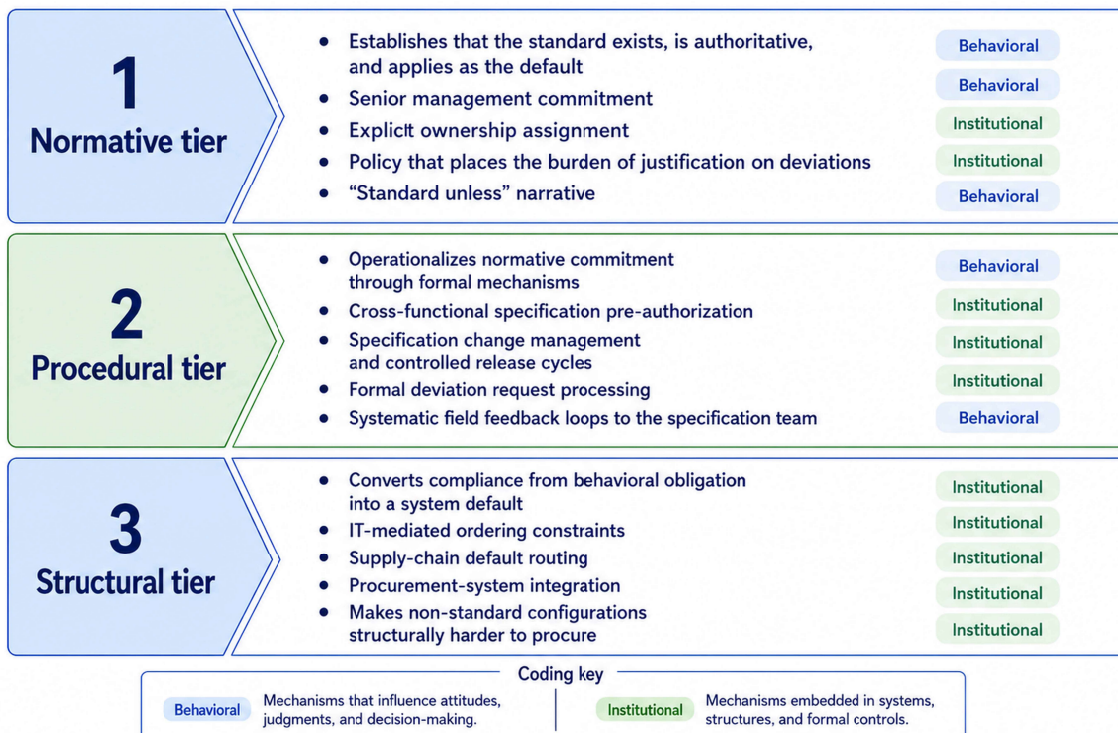 1
Normative tier
• Establishes that the standard exists, is authoritative,
and applies as the default
Behavioral
• Senior management commitment
Behavioral
• Explicit ownership assignment
Institutional
• Policy that places the burden of justification on deviations
Institutional
• “Standard unless” narrative
Behavioral
2
Procedural tier
• Operationalizes normative commitment
through formal mechanisms
Behavioral
• Cross-functional specification pre-authorization
Institutional
• Specification change management
and controlled release cycles
Institutional
• Formal deviation request processing
Institutional
• Systematic field feedback loops to the specification team
Behavioral
3
Structural tier
• Converts compliance from behavioral obligation
into a system default
Institutional
• IT-mediated ordering constraints
Institutional
• Supply-chain default routing
Institutional
• Procurement-system integration
Institutional
• Makes non-standard configurations
structurally harder to procure
Institutional
Coding key
Behavioral
Mechanisms that influence attitudes,
judgments, and decision-making.
Institutional
Mechanisms embedded in systems,
structures, and formal controls.